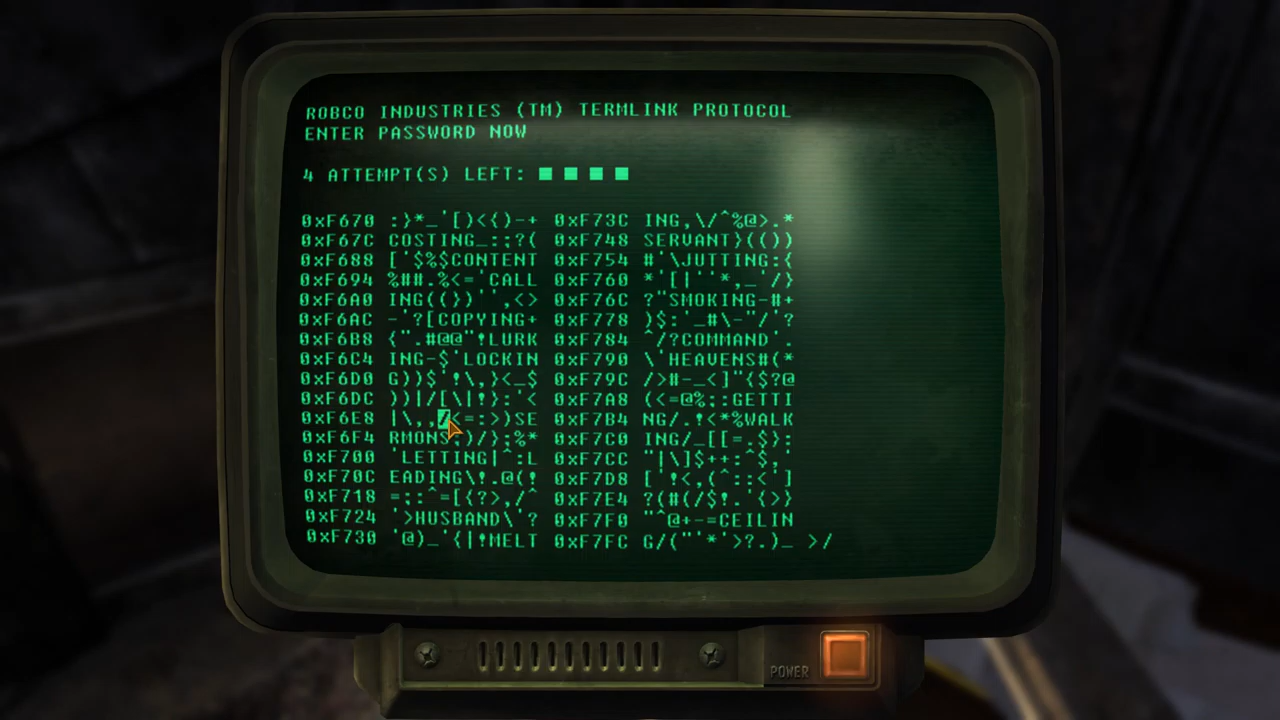 ROBCO INDUSTRIES (TM) TERMLINK PROTOCOL
ENTER PASSWORD NOW
4 ATTEMPT(S) LEFT: ■ ■ ■ ■
0xF670 :}*_'[)<{)-+ 0xF73C ING,\/^%@>.*
0xF67C COSTING_:;?( 0xF748 SERVANT}(())
0xF688 ['$%$CONTENT 0xF754 #'\JUTTING:{
0xF694 %##.%<='CALL 0xF760 *'[|''*,_'/}
0xF6A0 ING((})'',<> 0xF76C ?"SMOKING-#+
0xF6AC -'?[COPYING+ 0xF778 )$:'_#\-"/'?
0xF6B8 {".#@@"!LURK 0xF784 ^/?COMMAND'.
0xF6C4 ING-$'LOCKIN 0xF790 \'HEAVENS#(*
0xF6D0 G))$'!\,}<_$ 0xF79C />#-_<]"{$?@
0xF6DC ))|/[\|!}:'< 0xF7A8 (<=@%;:GETTI
0xF6E8 |\,,/<=:>)SE 0xF7B4 NG/.!<*%WALK
0xF6F4 RMONS;)/};%* 0xF7C0 ING/_[[=.$}:
0xF700 'LETTING|^:L 0xF7CC "|\]$++:^$,'
0xF70C EADING\!.@(! 0xF7D8 ['!<,(^::<']
0xF718 =;:^=[{?>,/^ 0xF7E4 ?(#(/$!.'{>}
0xF724 '>HUSBAND\'? 0xF7F0 "^@+-=CEILIN
0xF730 '@)_'{|!MELT 0xF7FC G/("'*'>?.)_ >/
POWER